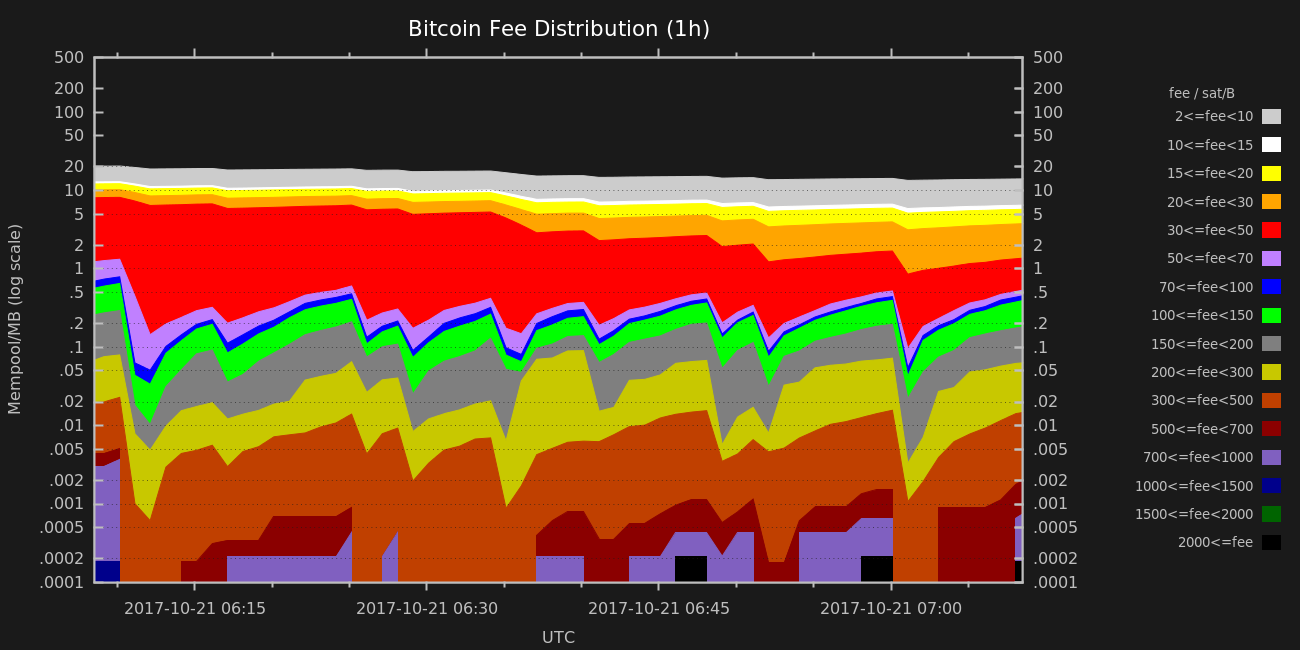 Bitcoin Fee Distribution (1h)
Mempool/MB (log scale)
500
200
100
50
20
10
5
2
1
.5
.2
.1
.05
.02
.01
.005
.002
.001
.0005
.0002
.0001
500
200
100
50
20
10
5
2
1
.5
.2
.1
.05
.02
.01
.005
.002
.001
.0005
.0002
.0001
fee / sat/B
2<=fee<10
10<=fee<15
15<=fee<20
20<=fee<30
30<=fee<50
50<=fee<70
70<=fee<100
100<=fee<150
150<=fee<200
200<=fee<300
300<=fee<500
500<=fee<700
700<=fee<1000
1000<=fee<1500
1500<=fee<2000
2000<=fee
2017-10-21 06:15 2017-10-21 06:30 2017-10-21 06:45 2017-10-21 07:00
UTC